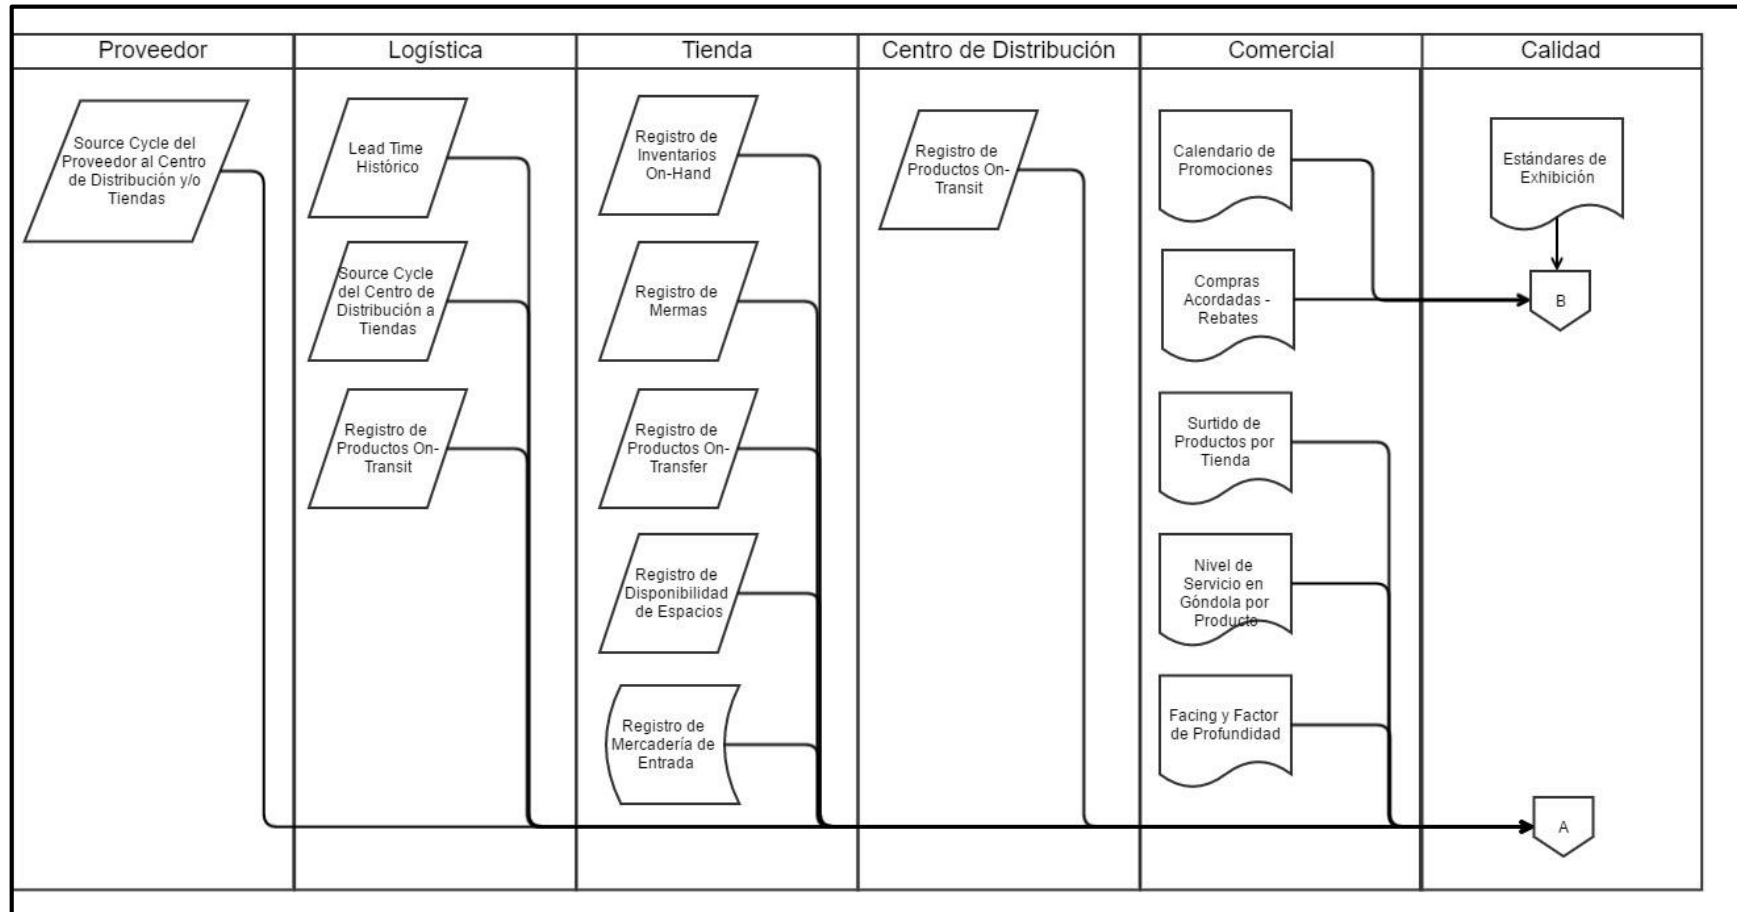 Proveedor
Logística
Tienda
Centro de Distribución
Comercial
Calidad
Source Cycle del
Proveedor al Centro
de Distribución y/o
Tiendas
Lead Time
Histórico
Source Cycle
del Centro de
Distribución a
Tiendas
Registro de
Productos On-
Transit
Registro de
Inventarios
On-Hand
Registro de
Mermas
Registro de
Productos On-
Transfer
Registro de
Disponibilidad
de Espacios
Registro de
Mercadería de
Entrada
Registro de
Productos On-
Transit
Calendario de
Promociones
Compras
Acordadas -
Rebates
Surtido de
Productos por
Tienda
Nivel de
Servicio en
Góndola por
Producto
Facing y Factor
de Profundidad
Estándares de
Exhibición
B
A